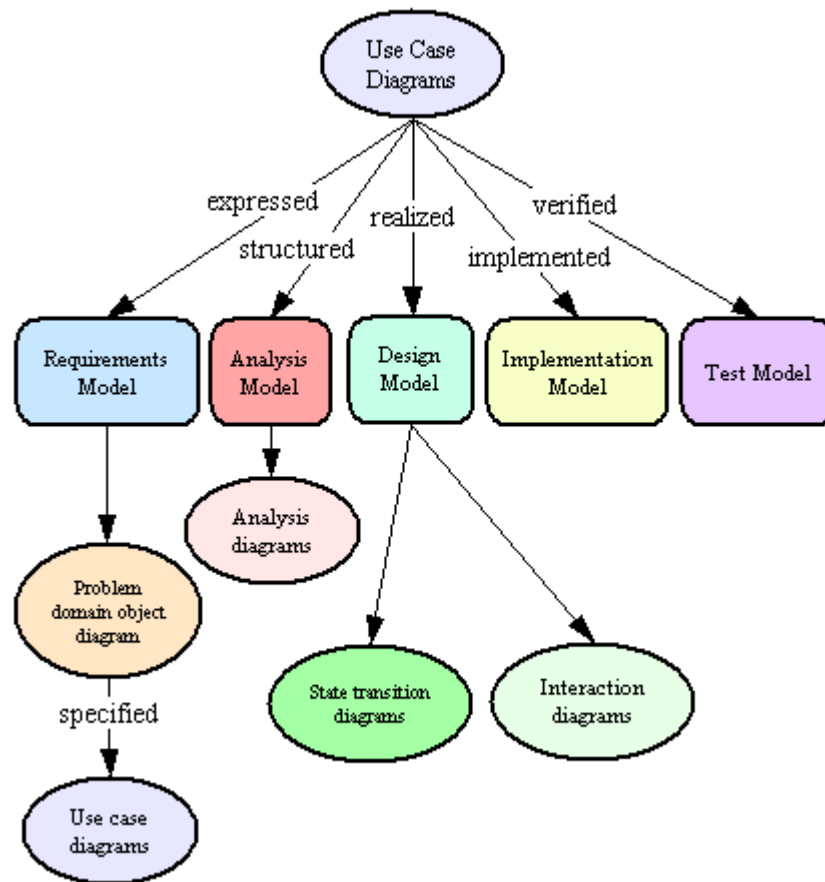 Use Case
Diagrams
expressed
structured
realized
implemented
verified
Requirements
Model
Analysis
Model
Design
Model
Implementation
Model
Test Model
Analysis
diagrams
Problem
domain object
diagram
specified
State transition
diagrams
Interaction
diagrams
Use case
diagrams